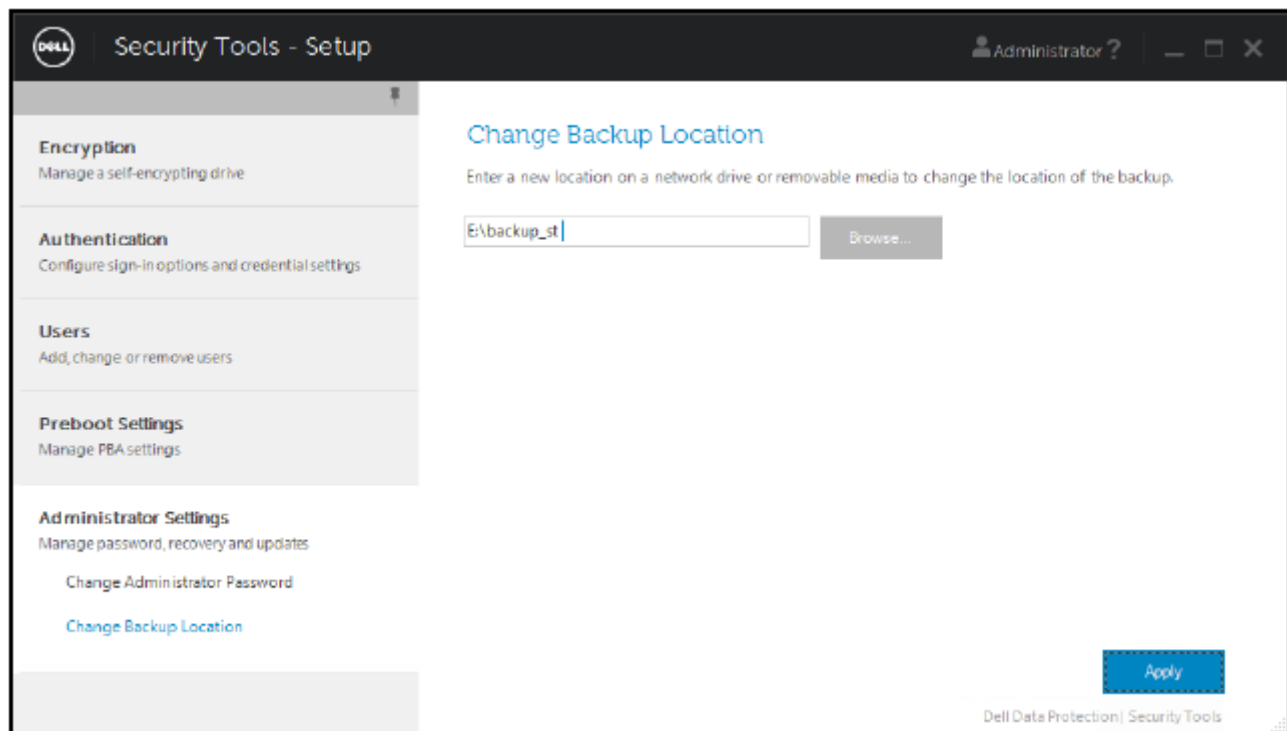 DELL
Security Tools - Setup
Administrator ?
Encryption
Manage a self-encrypting drive
Authentication
Configure sign-in options and credential settings
Users
Add, change or remove users
Preboot Settings
Manage PBA settings
Administrator Settings
Manage password, recovery and updates
Change Administrator Password
Change Backup Location
Change Backup Location
Enter a new location on a network drive or removable media to change the location of the backup.
E:\backup_st
Browse...
Apply
Dell Data Protection | Security Tools